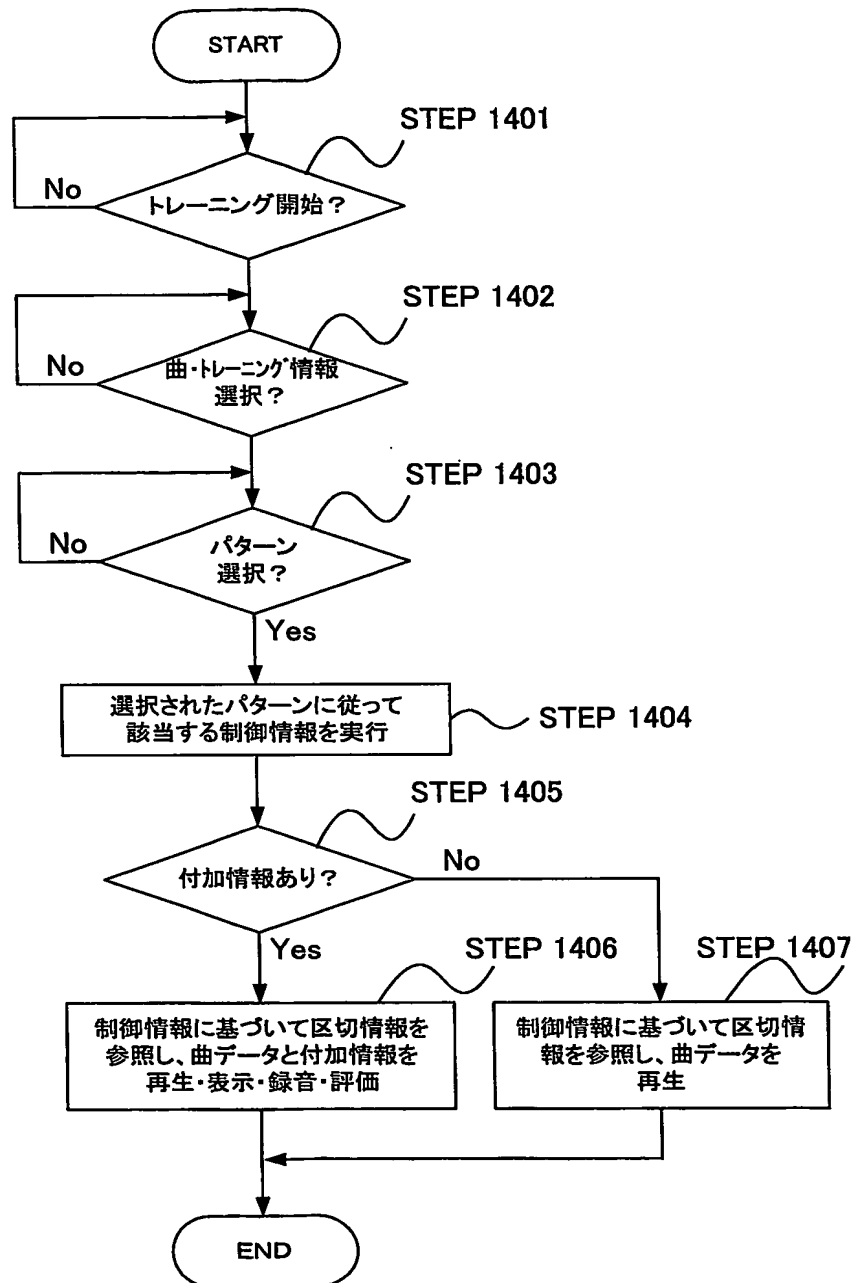 START
STEP 1401
No
トレーニング開始?
STEP 1402
No
曲・トレーニング情報
選択?
STEP 1403
No
パターン
選択?
Yes
選択されたパターンに従って
該当する制御情報を実行
STEP 1404
STEP 1405
付加情報あり?
No
Yes
STEP 1406
制御情報に基づいて区切情報を
参照し、曲データと付加情報を
再生・表示・録音・評価
STEP 1407
制御情報に基づいて区切情
報を参照し、曲データを
再生
END